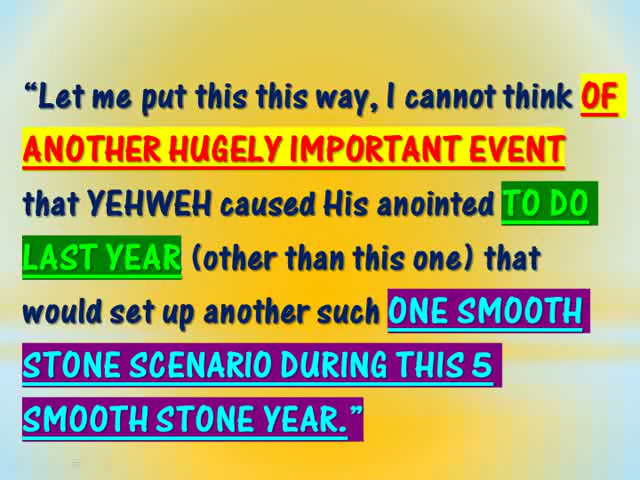 “Let me put this this way, I cannot think OF
ANOTHER HUGELY IMPORTANT EVENT
that YEHWEH caused His anointed TO DO
LAST YEAR (other than this one) that
would set up another such ONE SMOOTH
STONE SCENARIO DURING THIS 5
SMOOTH STONE YEAR.”